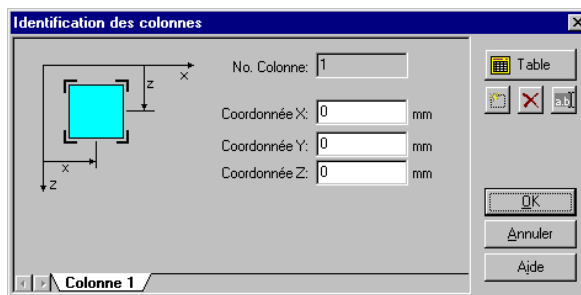 Identification des colonnes
x
z
x
z
No. Colonne: 1
Coordonnée X: 0 mm
Coordonnée Y: 0 mm
Coordonnée Z: 0 mm
Table
a.b
OK
Annuler
Aide
Colonne 1